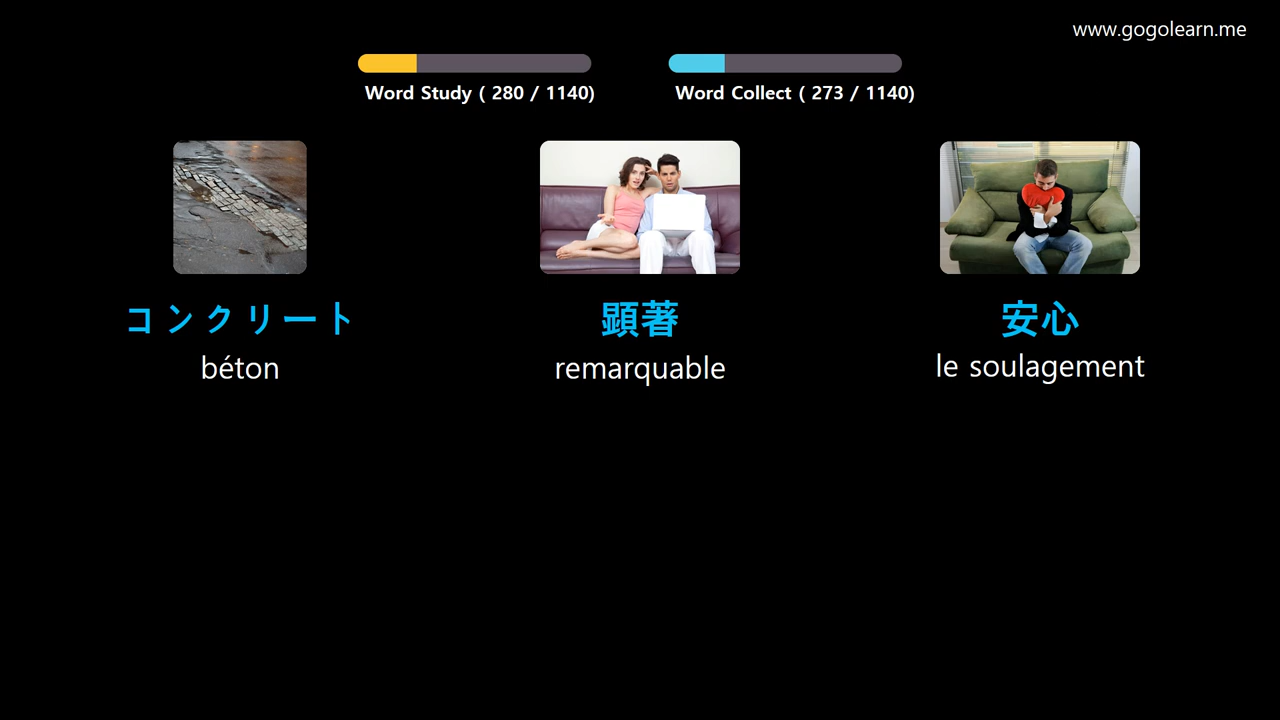 www.gogolearn.me
Word Study ( 280 / 1140)
Word Collect ( 273 / 1140)
コンクリート
béton
顕著
remarquable
安心
le soulagement